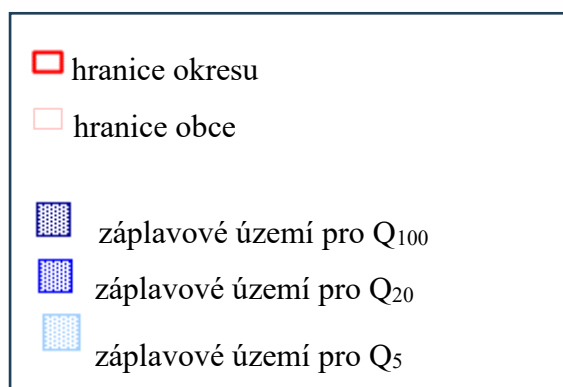 hranice okresu
hranice obce
záplavové území pro Q₁₀₀
záplavové území pro Q₂₀
záplavové území pro Q₅